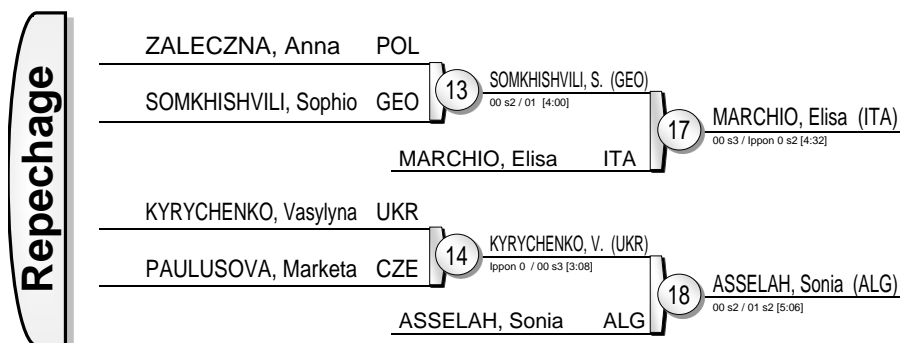 Repechage
ZALECZNA, Anna POL
SOMKHISHVILI, Sophio GEO
13
SOMKHISHVILI, S. (GEO)
00 s2 / 01 [4:00]
MARCHIO, Elisa ITA
17
MARCHIO, Elisa (ITA)
00 s3 / Ippon 0 s2 [4:32]
KYRYCHENKO, Vasylyna UKR
PAULUSOVA, Marketa CZE
14
KYRYCHENKO, V. (UKR)
Ippon 0 / 00 s3 [3:08]
ASSELAH, Sonia ALG
18
ASSELAH, Sonia (ALG)
00 s2 / 01 s2 [5:06]